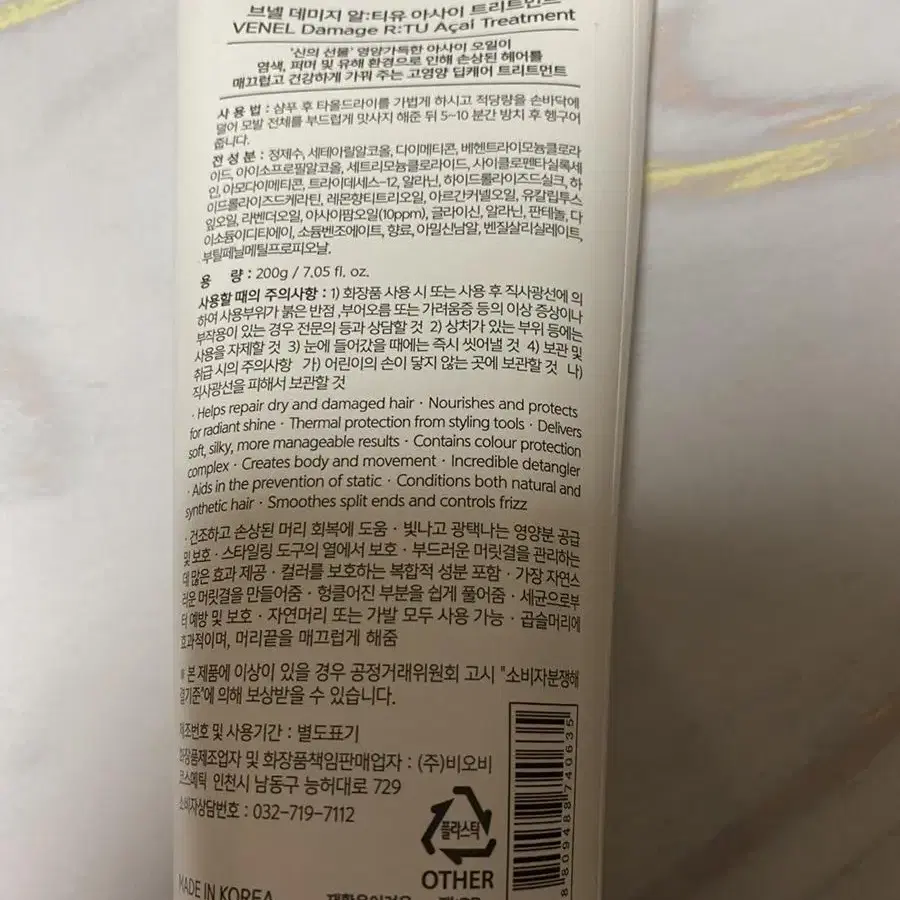 브넬 데미지 알:티유 아사이 트리트먼트
VENEL Damage R:TU Açai Treatment
'신의 선물' 영양가득한 아사이 오일이
염색, 펴머 및 유해 환경으로 인해 손상된 헤어를
매끄럽고 건강하게 가꿔 주는 고영양 딥케어 트리트먼트
사 용 법 : 샴푸 후 타올드라이를 가볍게 하시고 적당량을 손바닥에
덜어 모발 전체를 부드럽게 맛사지 해준 뒤 5~10 분간 방치 후 헹구어
줍니다.
전 성 분 : 정제수, 세테아릴알코올, 다이메티콘, 베헨트라이모늄클로라
이드, 아이소프로필알코올, 세트리모늄클로라이드, 사이클로펜타실록세
인, 아모다이메티콘, 트라이데세스-12, 알라닌, 하이드롤라이즈드실크, 하
이드롤라이즈드케라틴, 레몬향티트리오일, 아르간커넬오일, 유칼립투스
잎오일, 라벤더오일, 아사이팜오일(10ppm), 글라이신, 알라닌, 판테놀, 다
이소듐이디티에이, 소듐벤조에이트, 향료, 아밀신남알, 벤질살리실레이트,
부틸페닐메틸프로피오날.
용 량 : 200g / 7.05 fl. oz.
사용할 때의 주의사항 : 1) 화장품 사용 시 또는 사용 후 직사광선에 의
하여 사용부위가 붉은 반점 ,부어오름 또는 가려움증 등의 이상 증상이나
부작용이 있는 경우 전문의 등과 상담할 것 2) 상처가 있는 부위 등에는
사용을 자제할 것 3) 눈에 들어갔을 때에는 즉시 씻어낼 것 4) 보관 및
취급 시의 주의사항 가) 어린이의 손이 닿지 않는 곳에 보관할 것 나)
직사광선을 피해서 보관할 것
· Helps repair dry and damaged hair · Nourishes and protects
for radiant shine · Thermal protection from styling tools · Delivers
soft, silky, more manageable results · Contains colour protection
complex · Creates body and movement · Incredible detangler
· Aids in the prevention of static · Conditions both natural and
synthetic hair · Smoothes split ends and controls frizz
· 건조하고 손상된 머리 회복에 도움 · 빛나고 광택나는 영양분 공급
및 보호 · 스타일링 도구의 열에서 보호 · 부드러운 머릿결을 관리하는
데 많은 효과 제공 · 컬러를 보호하는 복합적 성분 포함 · 가장 자연스
러운 머릿결을 만들어줌 · 헝클어진 부분을 쉽게 풀어줌 · 세균으로부
터 예방 및 보호 · 자연머리 또는 가발 모두 사용 가능 · 곱슬머리에
효과적이며, 머리끝을 매끄럽게 해줌
※ 본 제품에 이상이 있을 경우 공정거래위원회 고시 "소비자분쟁해
결기준"에 의해 보상받을 수 있습니다.
제조번호 및 사용기간 : 별도표기
화장품제조업자 및 화장품책임판매업자 : (주)비오비
코스메틱 인천시 남동구 능허대로 729
소비자상담번호 : 032-719-7112
플라스틱
OTHER
8 809488 740635
MADE IN KOREA